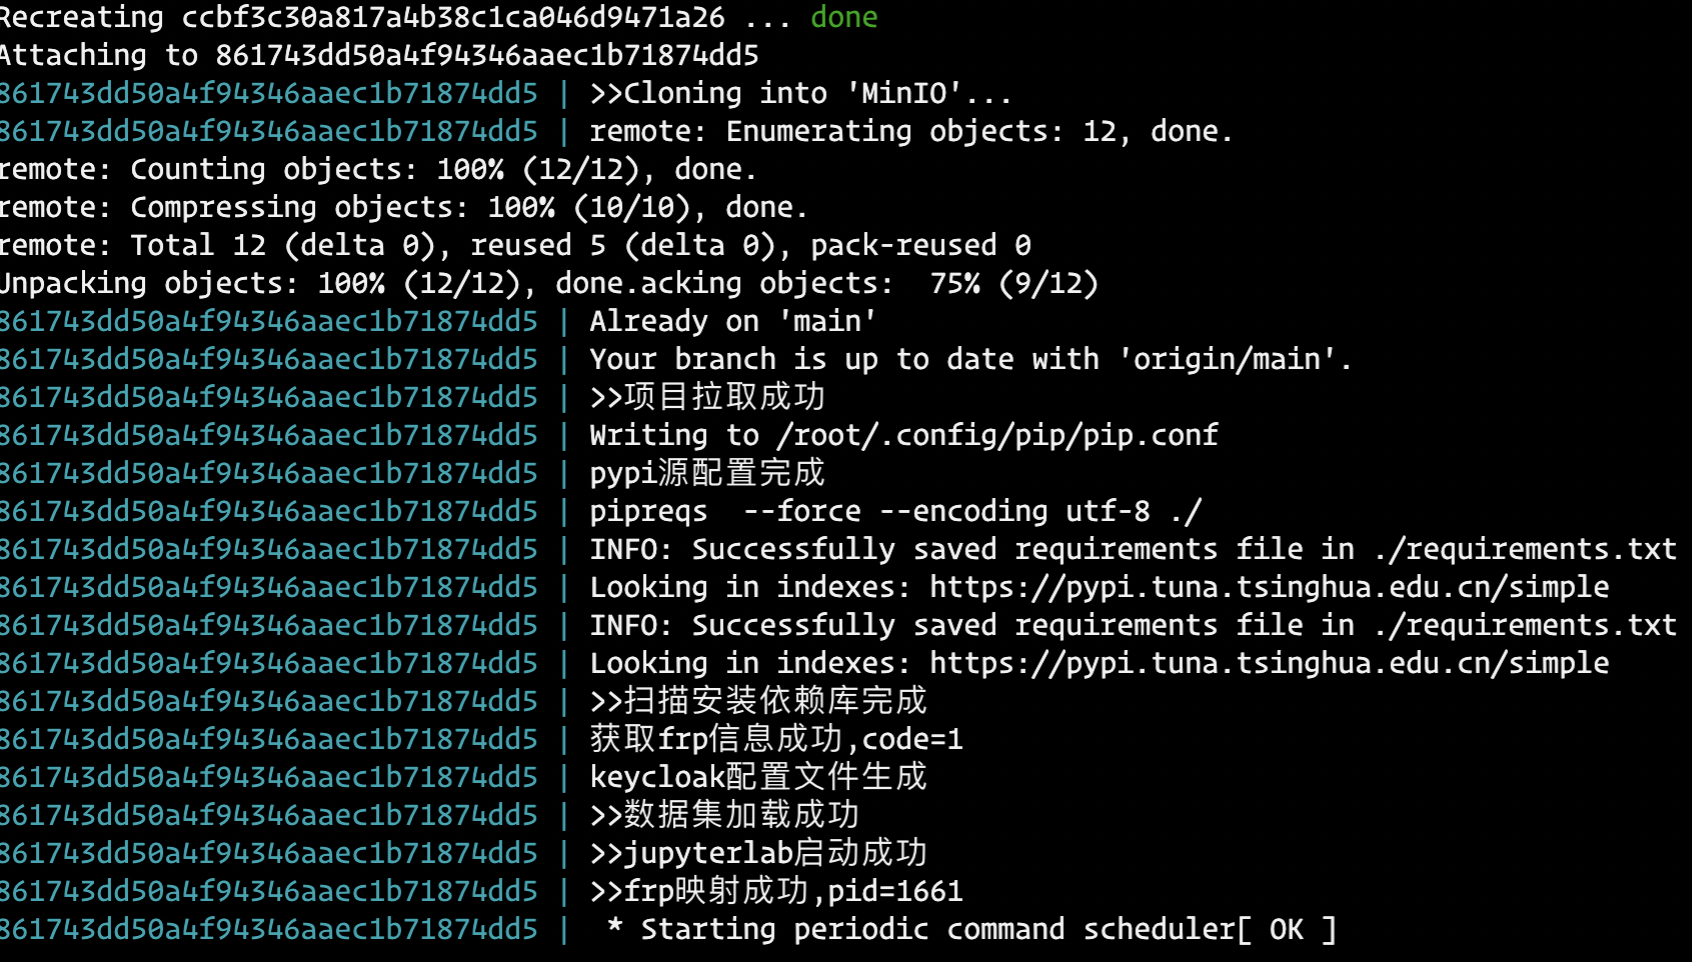 Recreating ccbf3c30a817a4b38c1ca046d9471a26 ... done
Attaching to 861743dd50a4f94346aaec1b71874dd5
861743dd50a4f94346aaec1b71874dd5 | >>Cloning into 'MinIO'...
861743dd50a4f94346aaec1b71874dd5 | remote: Enumerating objects: 12, done.
remote: Counting objects: 100% (12/12), done.
remote: Compressing objects: 100% (10/10), done.
remote: Total 12 (delta 0), reused 5 (delta 0), pack-reused 0
Unpacking objects: 100% (12/12), done.acking objects:  75% (9/12)
861743dd50a4f94346aaec1b71874dd5 | Already on 'main'
861743dd50a4f94346aaec1b71874dd5 | Your branch is up to date with 'origin/main'.
861743dd50a4f94346aaec1b71874dd5 | >>项目拉取成功
861743dd50a4f94346aaec1b71874dd5 | Writing to /root/.config/pip/pip.conf
861743dd50a4f94346aaec1b71874dd5 | pypi源配置完成
861743dd50a4f94346aaec1b71874dd5 | pipreqs  --force --encoding utf-8 ./
861743dd50a4f94346aaec1b71874dd5 | INFO: Successfully saved requirements file in ./requirements.txt
861743dd50a4f94346aaec1b71874dd5 | Looking in indexes: https://pypi.tuna.tsinghua.edu.cn/simple
861743dd50a4f94346aaec1b71874dd5 | INFO: Successfully saved requirements file in ./requirements.txt
861743dd50a4f94346aaec1b71874dd5 | Looking in indexes: https://pypi.tuna.tsinghua.edu.cn/simple
861743dd50a4f94346aaec1b71874dd5 | >>扫描安装依赖库完成
861743dd50a4f94346aaec1b71874dd5 | 获取frp信息成功,code=1
861743dd50a4f94346aaec1b71874dd5 | keycloak配置文件生成
861743dd50a4f94346aaec1b71874dd5 | >>数据集加载成功
861743dd50a4f94346aaec1b71874dd5 | >>jupyterlab启动成功
861743dd50a4f94346aaec1b71874dd5 | >>frp映射成功,pid=1661
861743dd50a4f94346aaec1b71874dd5 |  * Starting periodic command scheduler[ OK ]